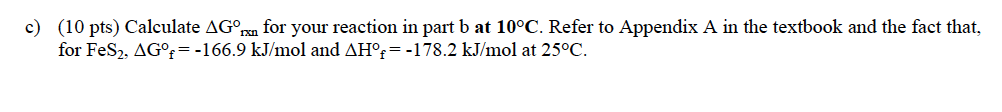 c) (10 pts) Calculate ΔG°rxn for your reaction in part b at 10°C. Refer to Appendix A in the textbook and the fact that,
for FeS₂, ΔG°f = -166.9 kJ/mol and ΔH°f = -178.2 kJ/mol at 25°C.